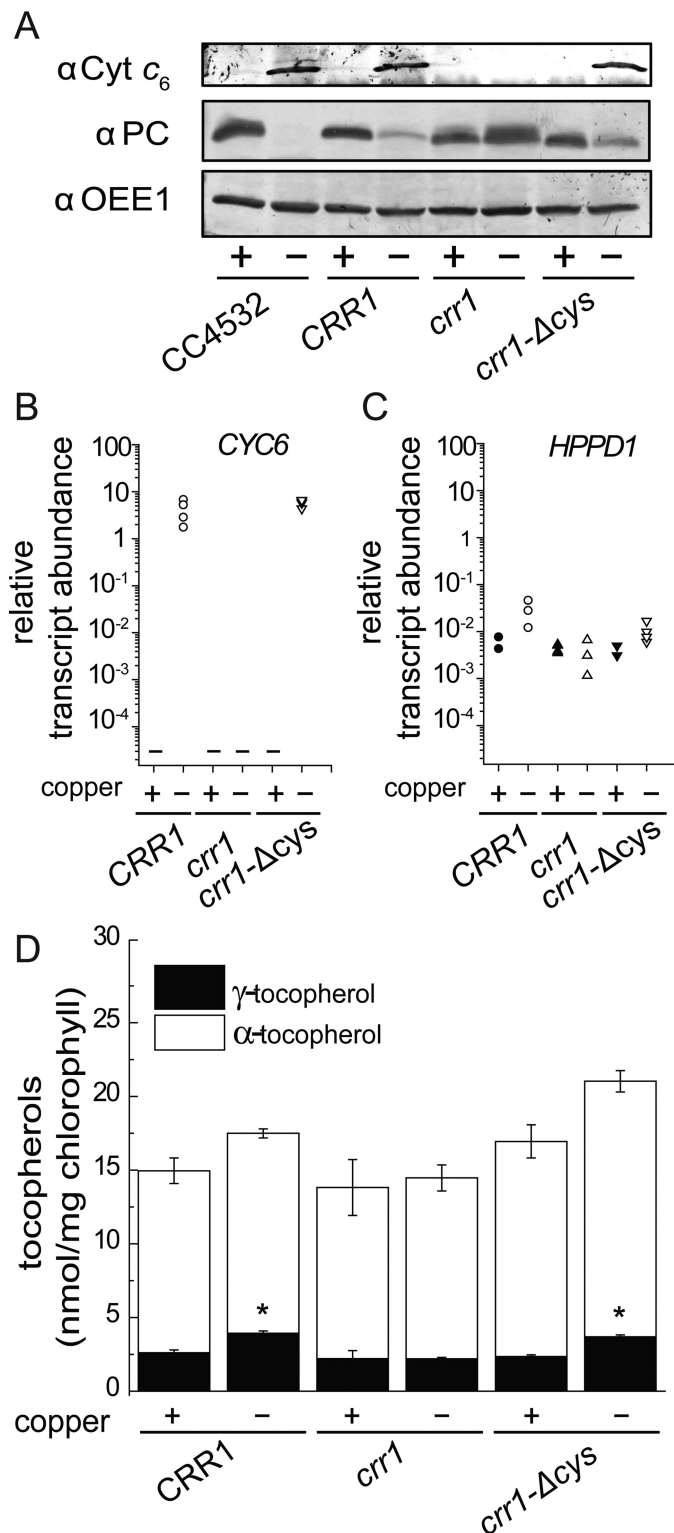 A
αCyt c6
αPC
αOEE1
+ − + − + − + −
CC4532 CRR1 crr1 crr1-Δcys
B
CYC6
relative transcript abundance
100
10
1
10-1
10-2
10-3
10-4
copper + − + − + −
CRR1 crr1 crr1-Δcys
C
HPPD1
relative transcript abundance
100
10
1
10-1
10-2
10-3
10-4
copper + − + − + −
CRR1 crr1 crr1-Δcys
D
γ-tocopherol
α-tocopherol
tocopherols
(nmol/mg chlorophyll)
30
25
20
15
10
5
0
* *
copper + − + − + −
CRR1 crr1 crr1-Δcys